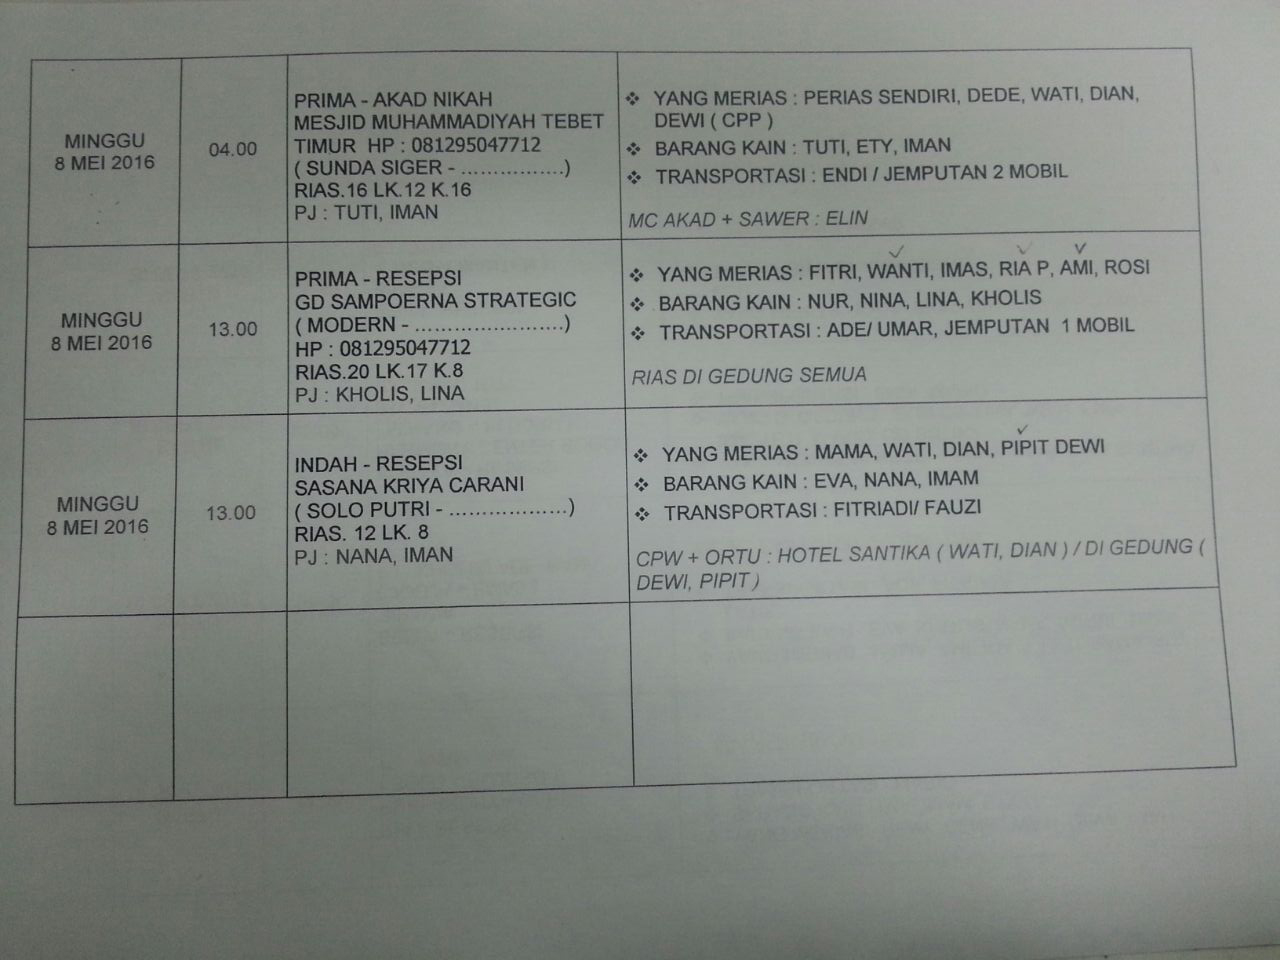 MINGGU
8 MEI 2016
04.00
PRIMA - AKAD NIKAH
MESJID MUHAMMADIYAH TEBET
TIMUR HP : 081295047712
( SUNDA SIGER - ................)
RIAS.16 LK.12 K.16
PJ : TUTI, IMAN
❖ YANG MERIAS : PERIAS SENDIRI, DEDE, WATI, DIAN,
DEWI ( CPP )
❖ BARANG KAIN : TUTI, ETY, IMAN
❖ TRANSPORTASI : ENDI / JEMPUTAN 2 MOBIL
MC AKAD + SAWER : ELIN
MINGGU
8 MEI 2016
13.00
PRIMA - RESEPSI
GD SAMPOERNA STRATEGIC
( MODERN - .......................)
HP : 081295047712
RIAS.20 LK.17 K.8
PJ : KHOLIS, LINA
❖ YANG MERIAS : FITRI, WANTI, IMAS, RIA P, AMI, ROSI
❖ BARANG KAIN : NUR, NINA, LINA, KHOLIS
❖ TRANSPORTASI : ADE/ UMAR, JEMPUTAN 1 MOBIL
RIAS DI GEDUNG SEMUA
MINGGU
8 MEI 2016
13.00
INDAH - RESEPSI
SASANA KRIYA CARANI
( SOLO PUTRI - ..................)
RIAS. 12 LK. 8
PJ : NANA, IMAN
❖ YANG MERIAS : MAMA, WATI, DIAN, PIPIT DEWI
❖ BARANG KAIN : EVA, NANA, IMAM
❖ TRANSPORTASI : FITRIADI/ FAUZI
CPW + ORTU : HOTEL SANTIKA ( WATI, DIAN ) / DI GEDUNG (
DEWI, PIPIT )